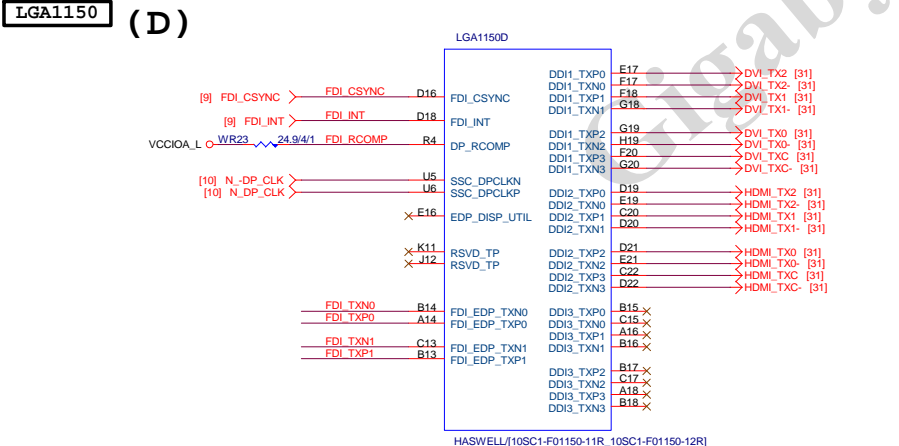 LGA1150
(D)
Gigaby
LGA1150D
[9] FDI_CSYNC FDI_CSYNC D16 FDI_CSYNC
[9] FDI_INT FDI_INT D18 FDI_INT
VCCIOA_L WR23 24.9/4/1 FDI_RCOMP R4 DP_RCOMP
[10] N_-DP_CLK U5 SSC_DPCLKN
[10] N_DP_CLK U6 SSC_DPCLKP
E16 EDP_DISP_UTIL
K11 RSVD_TP
J12 RSVD_TP
FDI_TXN0 B14 FDI_EDP_TXN0
FDI_TXP0 A14 FDI_EDP_TXP0
FDI_TXN1 C13 FDI_EDP_TXN1
FDI_TXP1 B13 FDI_EDP_TXP1
DDI1_TXP0 E17 DVI_TX2 [31]
DDI1_TXN0 F17 DVI_TX2- [31]
DDI1_TXP1 F18 DVI_TX1 [31]
DDI1_TXN1 G18 DVI_TX1- [31]
DDI1_TXP2 G19 DVI_TX0 [31]
DDI1_TXN2 H19 DVI_TX0- [31]
DDI1_TXP3 F20 DVI_TXC [31]
DDI1_TXN3 G20 DVI_TXC- [31]
DDI2_TXP0 D19 HDMI_TX2 [31]
DDI2_TXN0 E19 HDMI_TX2- [31]
DDI2_TXP1 C20 HDMI_TX1 [31]
DDI2_TXN1 D20 HDMI_TX1- [31]
DDI2_TXP2 D21 HDMI_TX0 [31]
DDI2_TXN2 E21 HDMI_TX0- [31]
DDI2_TXP3 C22 HDMI_TXC [31]
DDI2_TXN3 D22 HDMI_TXC- [31]
DDI3_TXP0 B15
DDI3_TXN0 C15
DDI3_TXP1 A16
DDI3_TXN1 B16
DDI3_TXP2 B17
DDI3_TXN2 C17
DDI3_TXP3 A18
DDI3_TXN3 B18
HASWELL/[10SC1-F01150-11R_10SC1-F01150-12R]